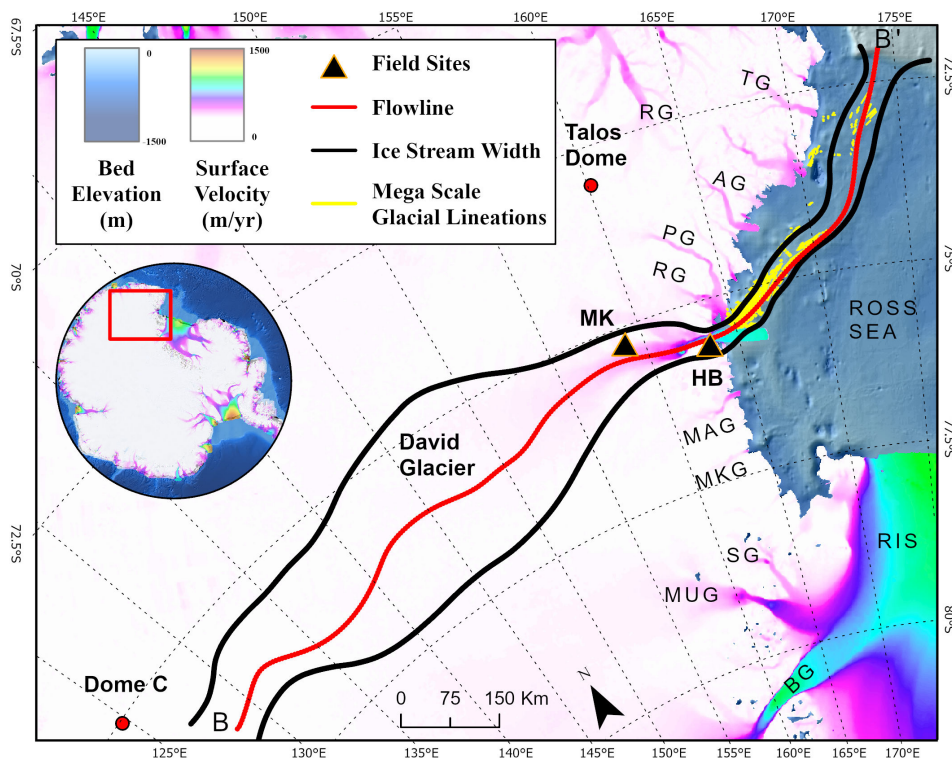 145°E
150°E
160°E
165°E
170°E
175°E
67.5°S
70°S
72.5°S
72.5°S
75°S
77.5°S
80°S
B'
0
-1500
1500
0
Bed
Elevation
(m)
Surface
Velocity
(m/yr)
Field Sites
Flowline
Ice Stream Width
Mega Scale
Glacial Lineations
TG
RG
Talos
Dome
AG
PG
RG
MK
HB
ROSS
SEA
David
Glacier
MAG
MKG
SG
MUG
RIS
BG
Dome C
B
N
0 75 150 Km
125°E
130°E
135°E
140°E
145°E
150°E
155°E
160°E
165°E
170°E